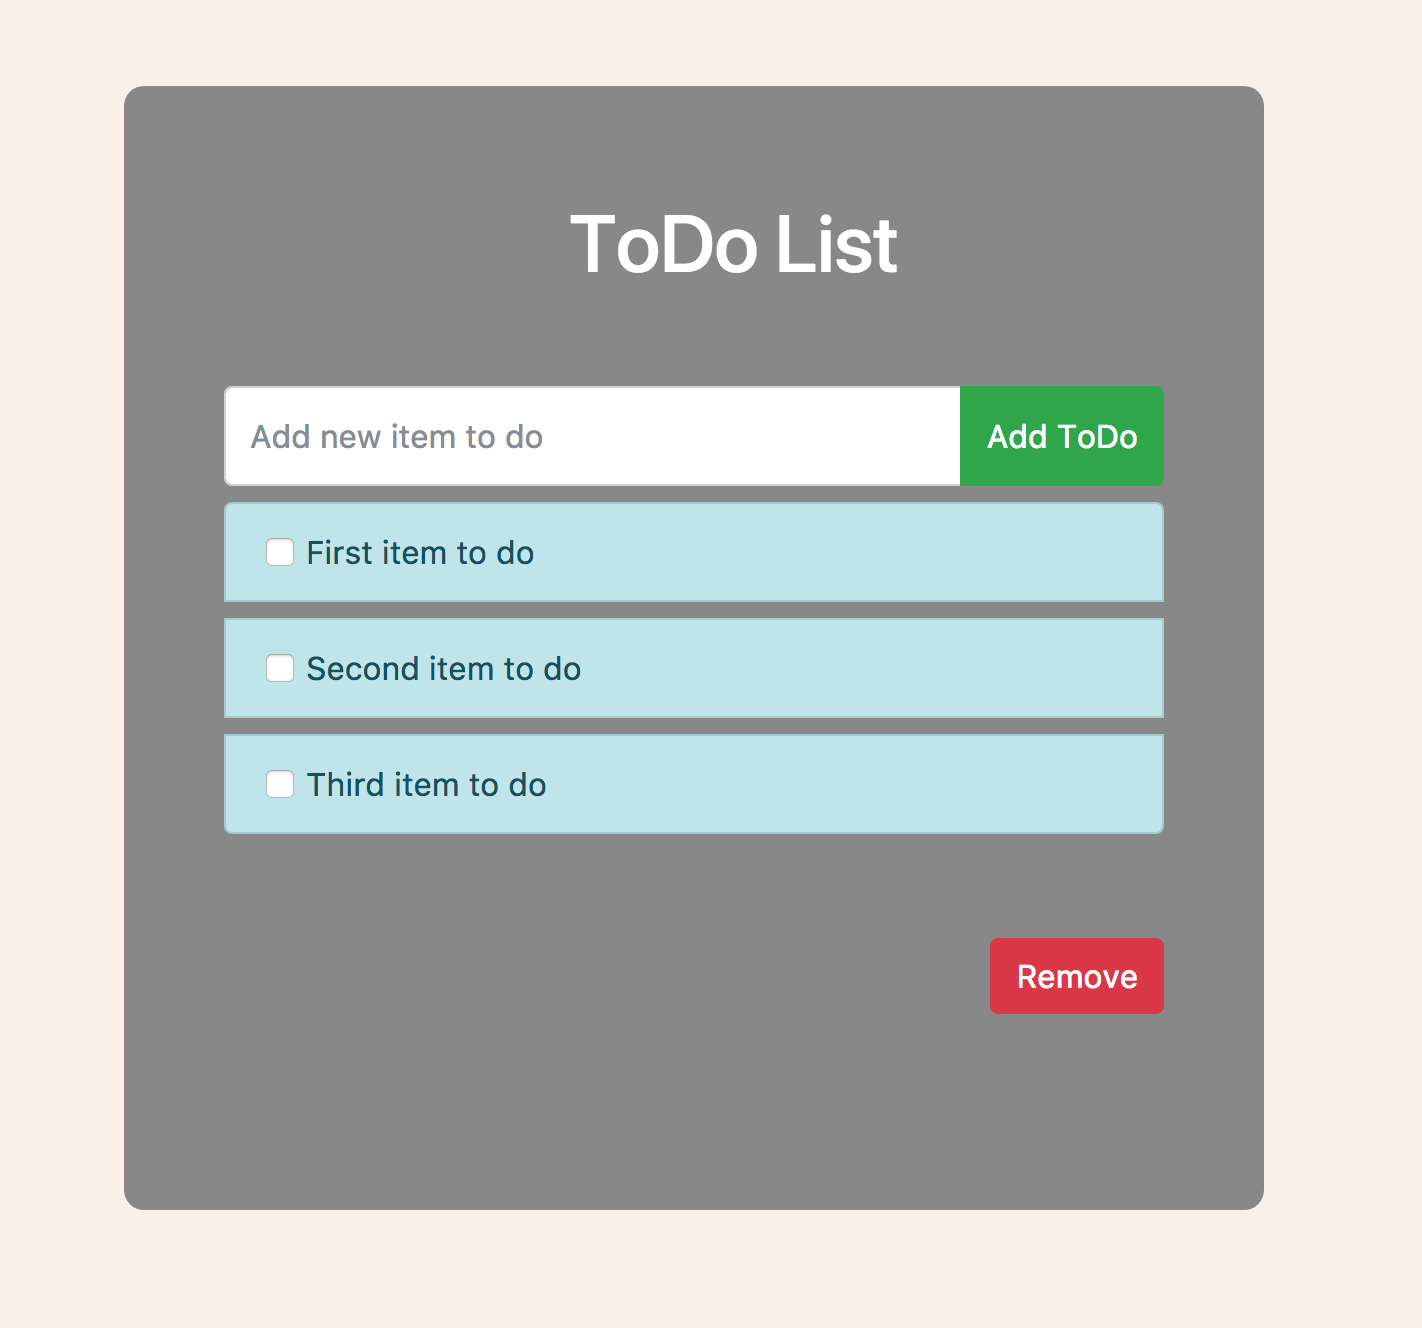 ToDo List
Add new item to do
Add ToDo
First item to do
Second item to do
Third item to do
Remove